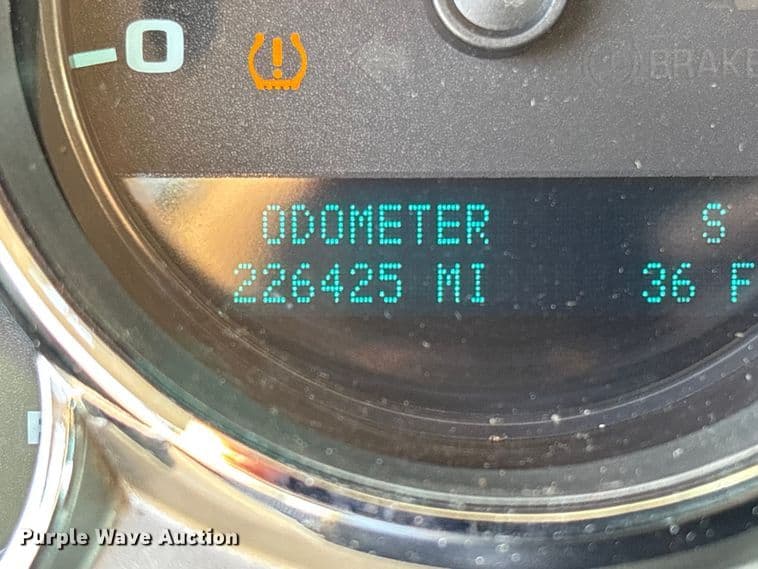 0
BRAKE
ODOMETER S
226425 MI 36 F
Purple Wave Auction